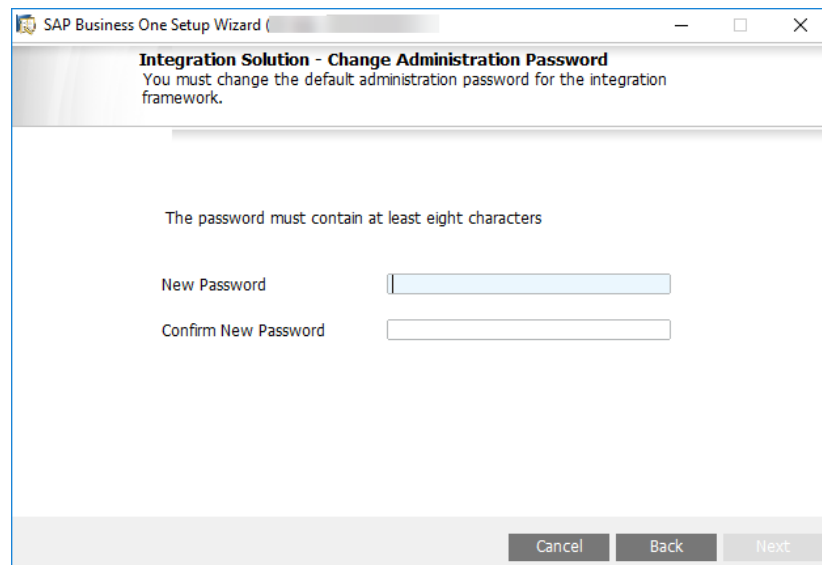 SAP Business One Setup Wizard (
Integration Solution - Change Administration Password
You must change the default administration password for the integration
framework.
The password must contain at least eight characters
New Password
Confirm New Password
Cancel Back Next